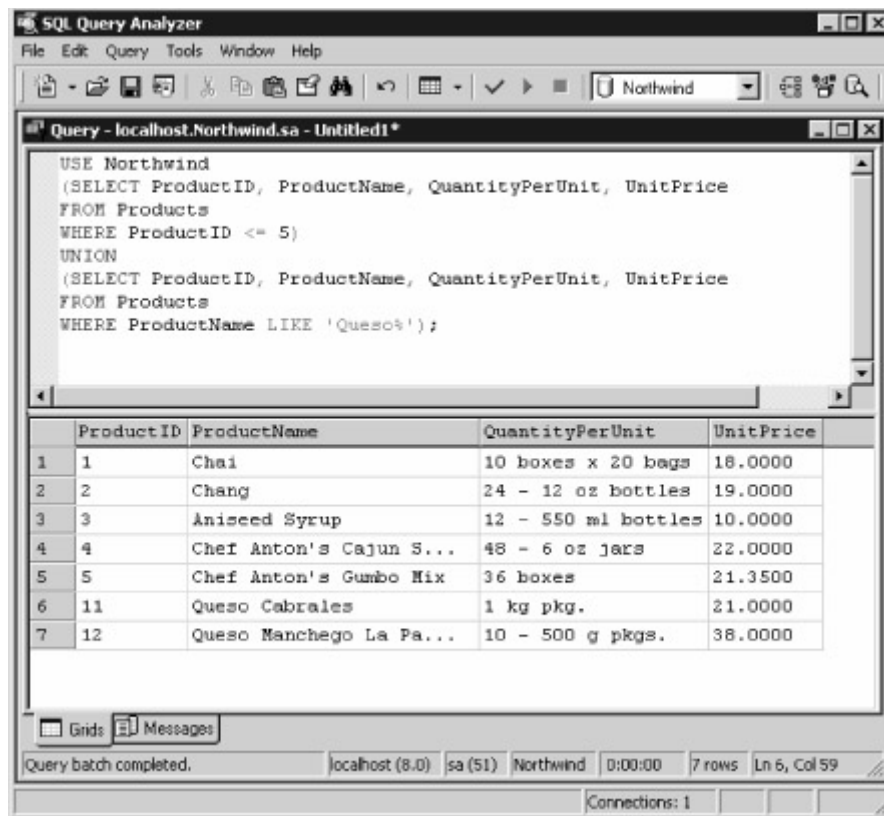 SQL Query Analyzer
File Edit Query Tools Window Help
Northwind
Query - localhost.Northwind.sa - Untitled1*
USE Northwind
(SELECT ProductID, ProductName, QuantityPerUnit, UnitPrice
FROM Products
WHERE ProductID <= 5)
UNION
(SELECT ProductID, ProductName, QuantityPerUnit, UnitPrice
FROM Products
WHERE ProductName LIKE 'Queso%');
ProductID ProductName QuantityPerUnit UnitPrice
1 1 Chai 10 boxes x 20 bags 18.0000
2 2 Chang 24 - 12 oz bottles 19.0000
3 3 Aniseed Syrup 12 - 550 ml bottles 10.0000
4 4 Chef Anton's Cajun S... 48 - 6 oz jars 22.0000
5 5 Chef Anton's Gumbo Mix 36 boxes 21.3500
6 11 Queso Cabrales 1 kg pkg. 21.0000
7 12 Queso Manchego La Pa... 10 - 500 g pkgs. 38.0000
Grids Messages
Query batch completed. localhost (8.0) sa (51) Northwind 0:00:00 7 rows Ln 6, Col 59
Connections: 1